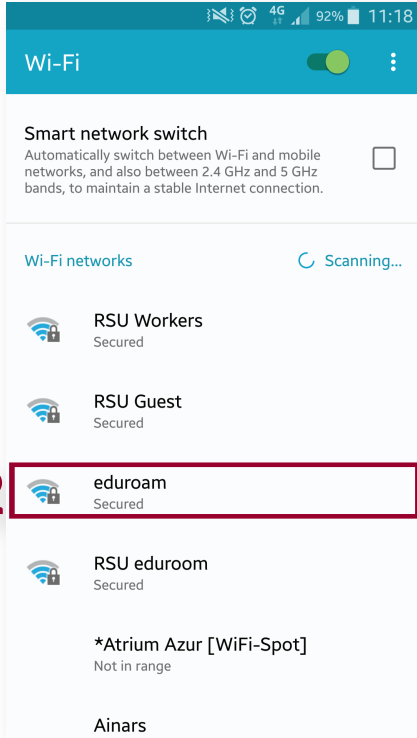 4G 92% 11:18
Wi-Fi
Smart network switch
Automatically switch between Wi-Fi and mobile
networks, and also between 2.4 GHz and 5 GHz
bands, to maintain a stable Internet connection.
Wi-Fi networks Scanning...
RSU Workers
Secured
RSU Guest
Secured
eduroam
Secured
RSU eduroom
Secured
*Atrium Azur [WiFi-Spot]
Not in range
Ainars